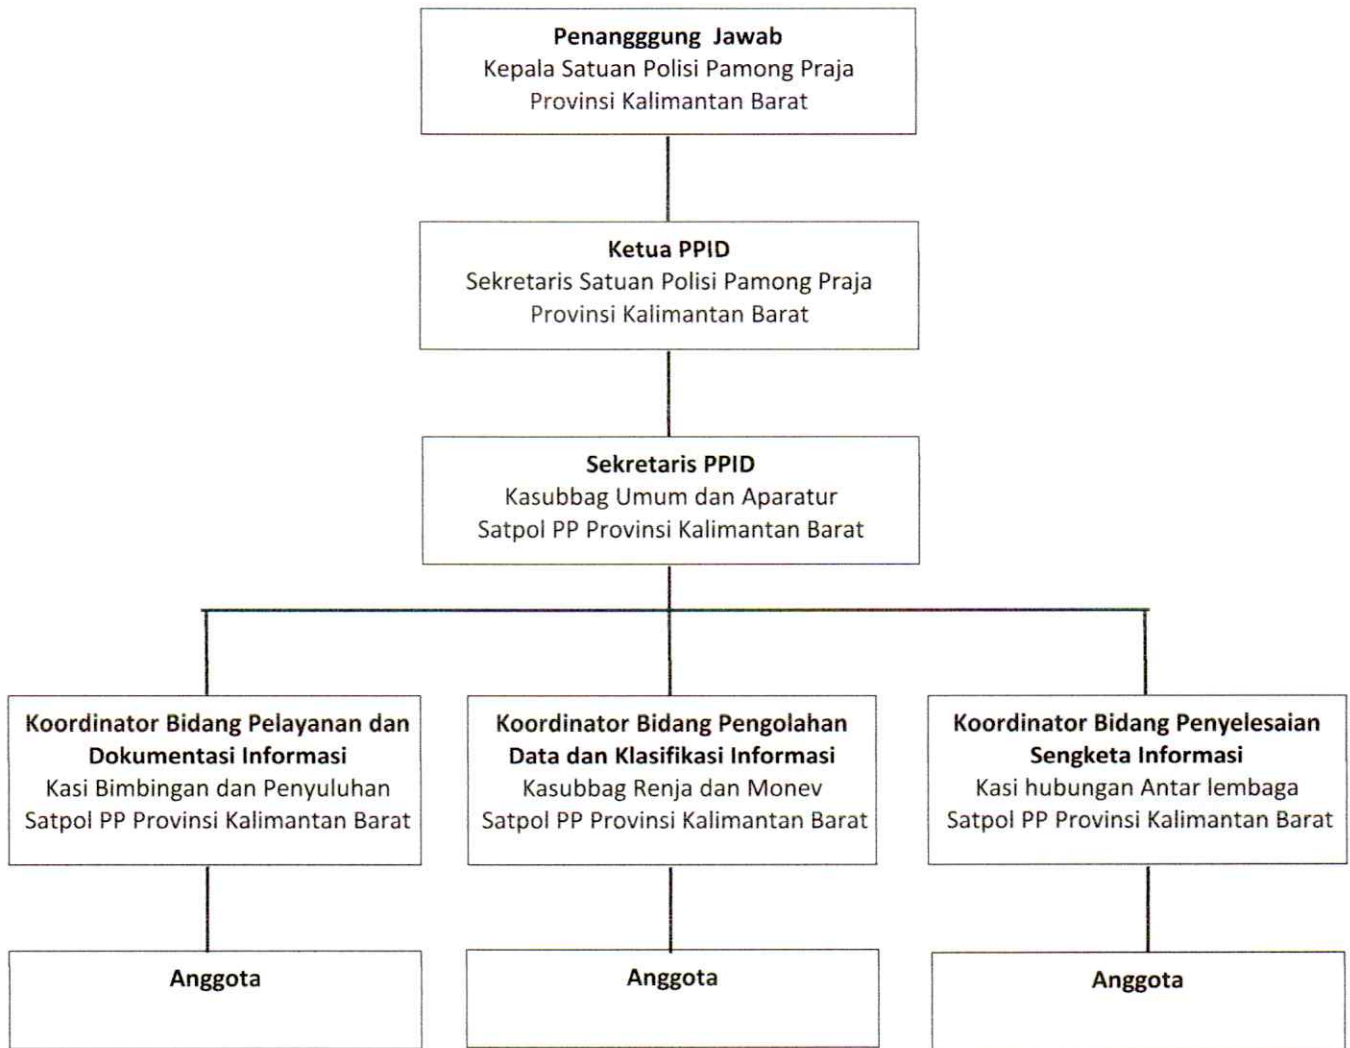 Penangggung Jawab
Kepala Satuan Polisi Pamong Praja
Provinsi Kalimantan Barat
Ketua PPID
Sekretaris Satuan Polisi Pamong Praja
Provinsi Kalimantan Barat
Sekretaris PPID
Kasubbag Umum dan Aparatur
Satpol PP Provinsi Kalimantan Barat
Koordinator Bidang Pelayanan dan
Dokumentasi Informasi
Kasi Bimbingan dan Penyuluhan
Satpol PP Provinsi Kalimantan Barat
Koordinator Bidang Pengolahan
Data dan Klasifikasi Informasi
Kasubbag Renja dan Monev
Satpol PP Provinsi Kalimantan Barat
Koordinator Bidang Penyelesaian
Sengketa Informasi
Kasi hubungan Antar lembaga
Satpol PP Provinsi Kalimantan Barat
Anggota
Anggota
Anggota